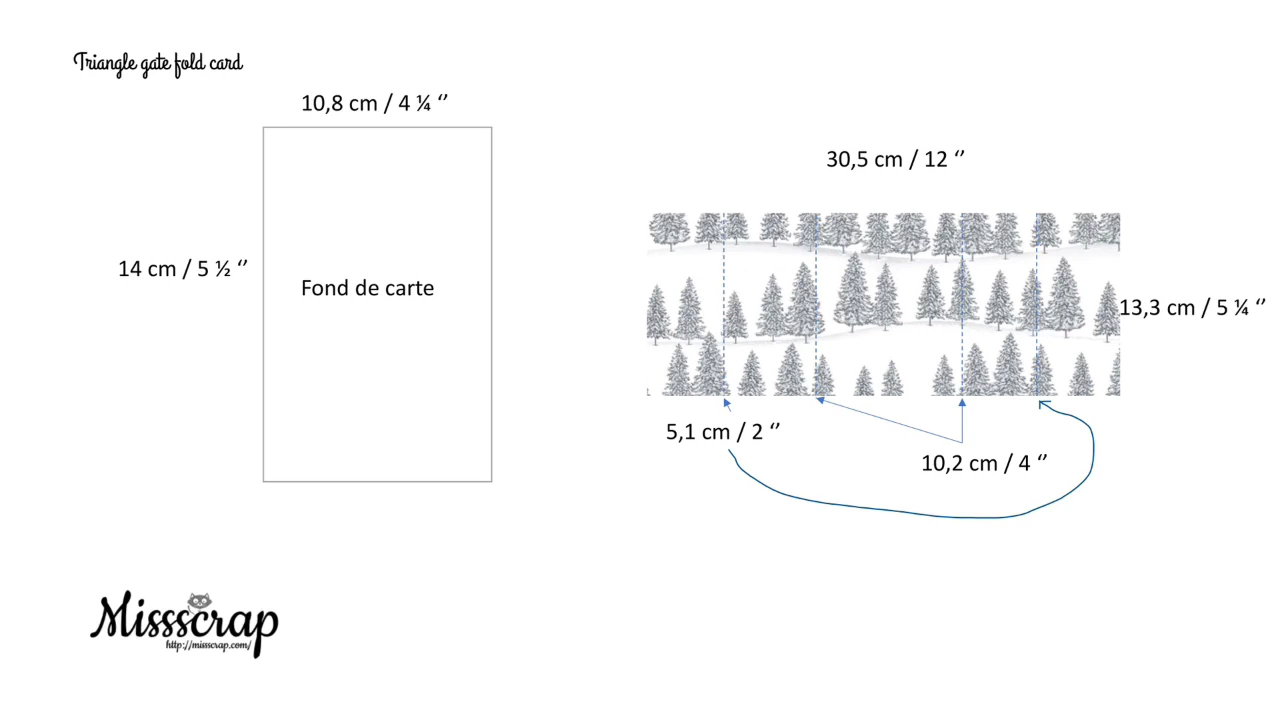 Triangle gate fold card
10,8 cm / 4 ¼ ‘’
30,5 cm / 12 ‘’
14 cm / 5 ½ ‘’
Fond de carte
13,3 cm / 5 ¼ ‘’
5,1 cm / 2 ‘’
10,2 cm / 4 ‘’
Missscrap
http://missscrap.com/